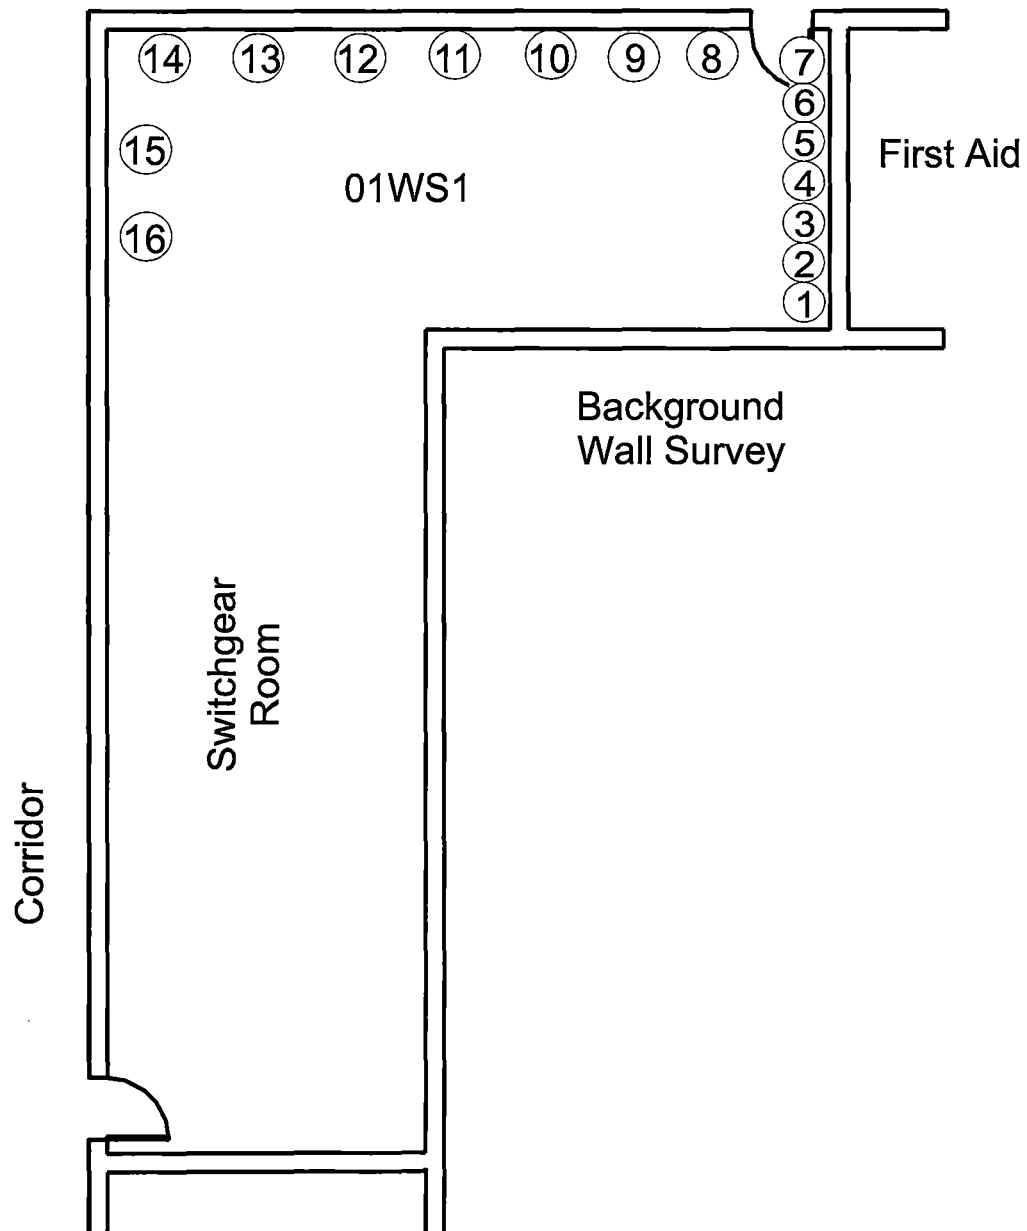 14 13 12 11 10 9 8 7
6
15
5
First Aid
4
01WS1
3
16
2
1
Background
Wall Survey
Switchgear
Room
Corridor